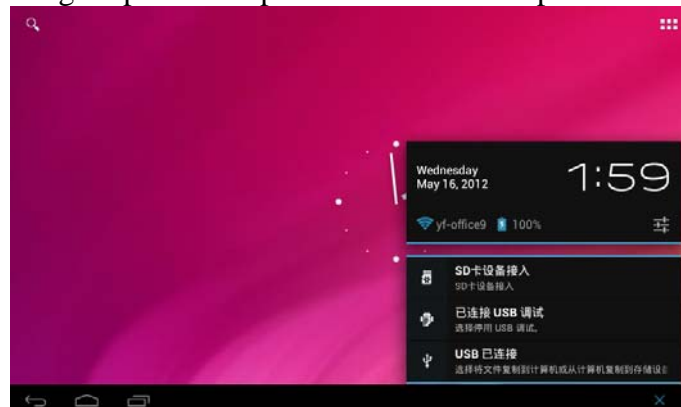 Wednesday
May 16, 2012
1:59
yf-office9 100%
SD卡设备接入
SD卡设备接入
已连接 USB 调试
选择停用 USB 调试。
USB 已连接
选择将文件复制到计算机或从计算机复制到存储设